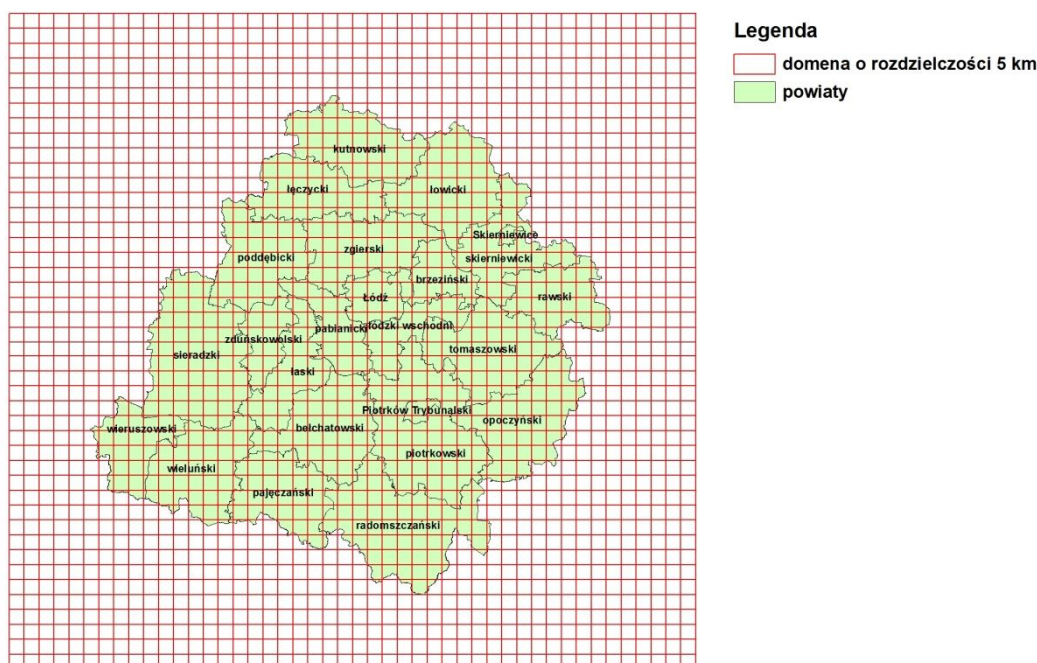 Legenda
domena o rozdzielczości 5 km
powiaty
kutnowski
łęczycki
łowicki
Skierniewice
zgierski
poddębicki
skierniewicki
brzeziński
Łódź
rawski
pabianicki
łódzki wschodni
zduńskowolski
tomaszowski
sieradzki
łaski
Piotrków Trybunalski
opoczyński
wieruszowski
bełchatowski
piotrkowski
wieluński
pajęczański
radomszczański